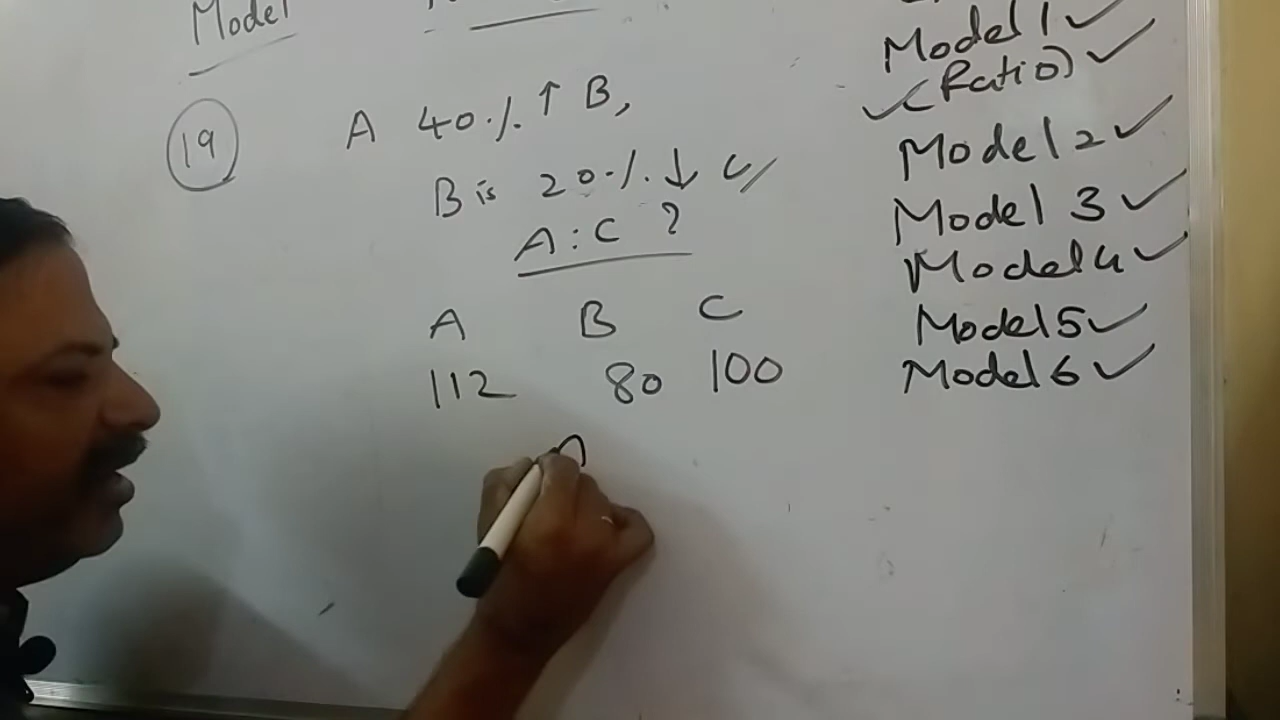 Model
19
A 40.% ↑ B,
B is 20.% ↓ C//
A : C ?
A B C
112 80 100
Model 1 ✓
✓(Ratio) ✓
Model 2 ✓
Model 3 ✓
Model 4 ✓
Model 5 ✓
Model 6 ✓